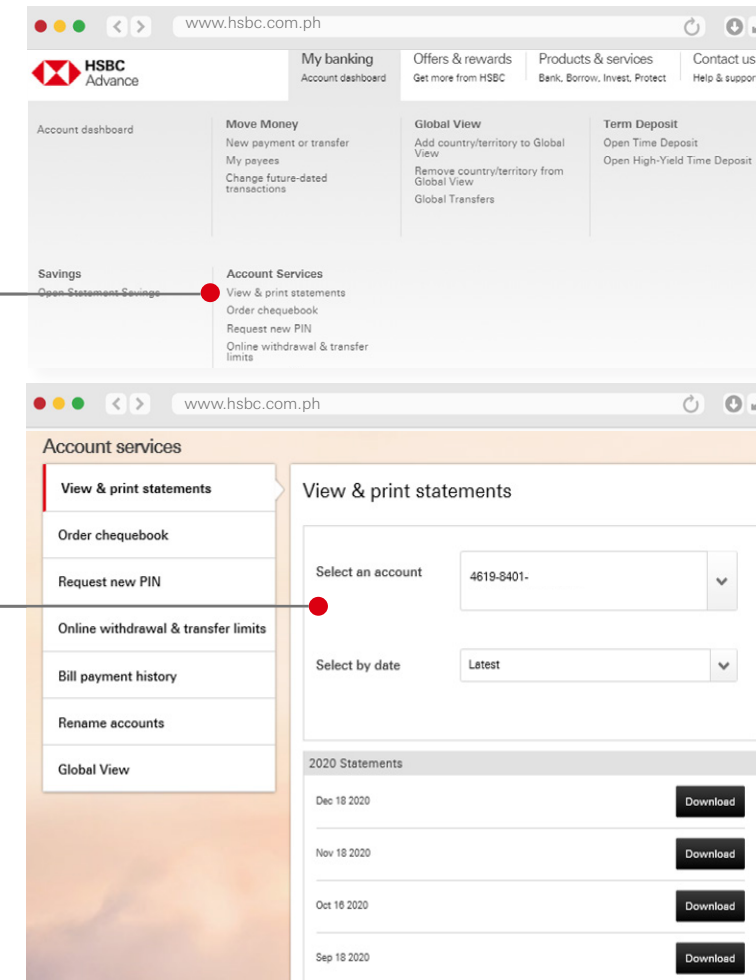 www.hsbc.com.ph
HSBC
Advance
My banking
Account dashboard
Offers & rewards
Get more from HSBC
Products & services
Bank, Borrow, Invest, Protect
Contact us
Help & suppor
Account dashboard
Move Money
New payment or transfer
My payees
Change future-dated
transactions
Global View
Add country/territory to Global
View
Remove country/territory from
Global View
Global Transfers
Term Deposit
Open Time Deposit
Open High-Yield Time Deposit
Savings
Open Statement Savings
Account Services
View & print statements
Order chequebook
Request new PIN
Online withdrawal & transfer
limits
www.hsbc.com.ph
Account services
View & print statements
Order chequebook
Request new PIN
Online withdrawal & transfer limits
Bill payment history
Rename accounts
Global View
View & print statements
Select an account
4619-8401-
Select by date
Latest
2020 Statements
Dec 18 2020
Download
Nov 18 2020
Download
Oct 16 2020
Download
Sep 18 2020
Download